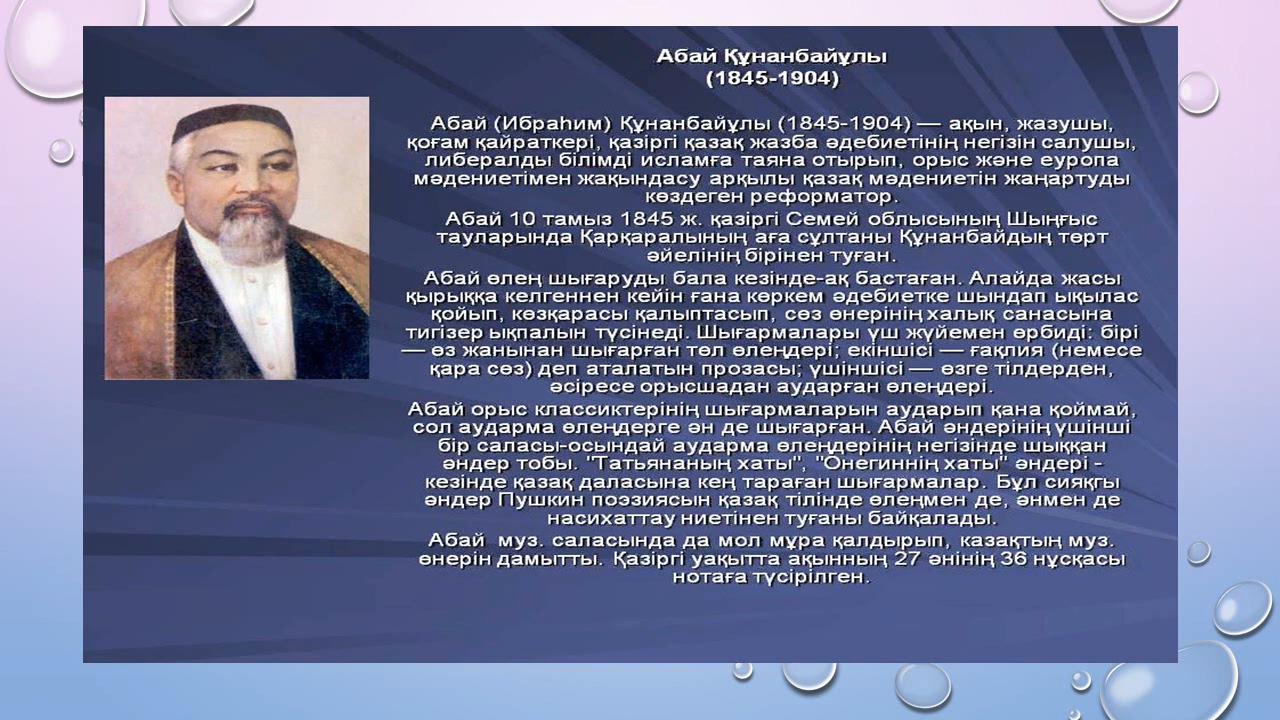 Абай Құнанбайұлы
(1845-1904)
Абай (Ибраһим) Құнанбайұлы (1845-1904) — ақын, жазушы,
қоғам қайраткері, қазіргі қазақ жазба әдебиетінің негізін салушы,
либералды білімді исламға таяна отырып, орыс және еуропа
мәдениетімен жақындасу арқылы қазақ мәдениетін жаңартуды
көздеген реформатор.
Абай 10 тамыз 1845 ж. қазіргі Семей облысының Шыңғыс
тауларында Қарқаралының аға сұлтаны Құнанбайдың төрт
әйелінің бірінен туған.
Абай өлең шығаруды бала кезінде-ақ бастаған. Алайда жасы
қырыққа келгеннен кейін ғана көркем әдебиетке шындап ықылас
қойып, көзқарасы қалыптасып, сөз өнерінің халық санасына
тигізер ықпалын түсінеді. Шығармалары үш жүйемен өрбиді: бірі
— өз жанынан шығарған төл өлеңдері; екіншісі — ғақлия (немесе
қара сөз) деп аталатын прозасы; үшіншісі — өзге тілдерден,
әсіресе орысшадан аударған өлеңдері.
Абай орыс классиктерінің шығармаларын аударып қана қоймай,
сол аударма өлеңдерге ән де шығарған. Абай әндерінің үшінші
бір саласы-осындай аударма өлеңдерінің негізінде шыққан
әндер тобы. "Татьянаның хаты", "Онегиннің хаты" әндері -
кезінде қазақ даласына кең тараған шығармалар. Бұл сияқты
әндер Пушкин поэзиясын қазақ тілінде өлеңмен де, әнмен де
насихаттау ниетінен туғаны байқалады.
Абай муз. саласында да мол мұра қалдырып, казақтың муз.
өнерін дамытты. Қазіргі уақытта ақынның 27 әнінің 36 нұсқасы
нотаға түсірілген.